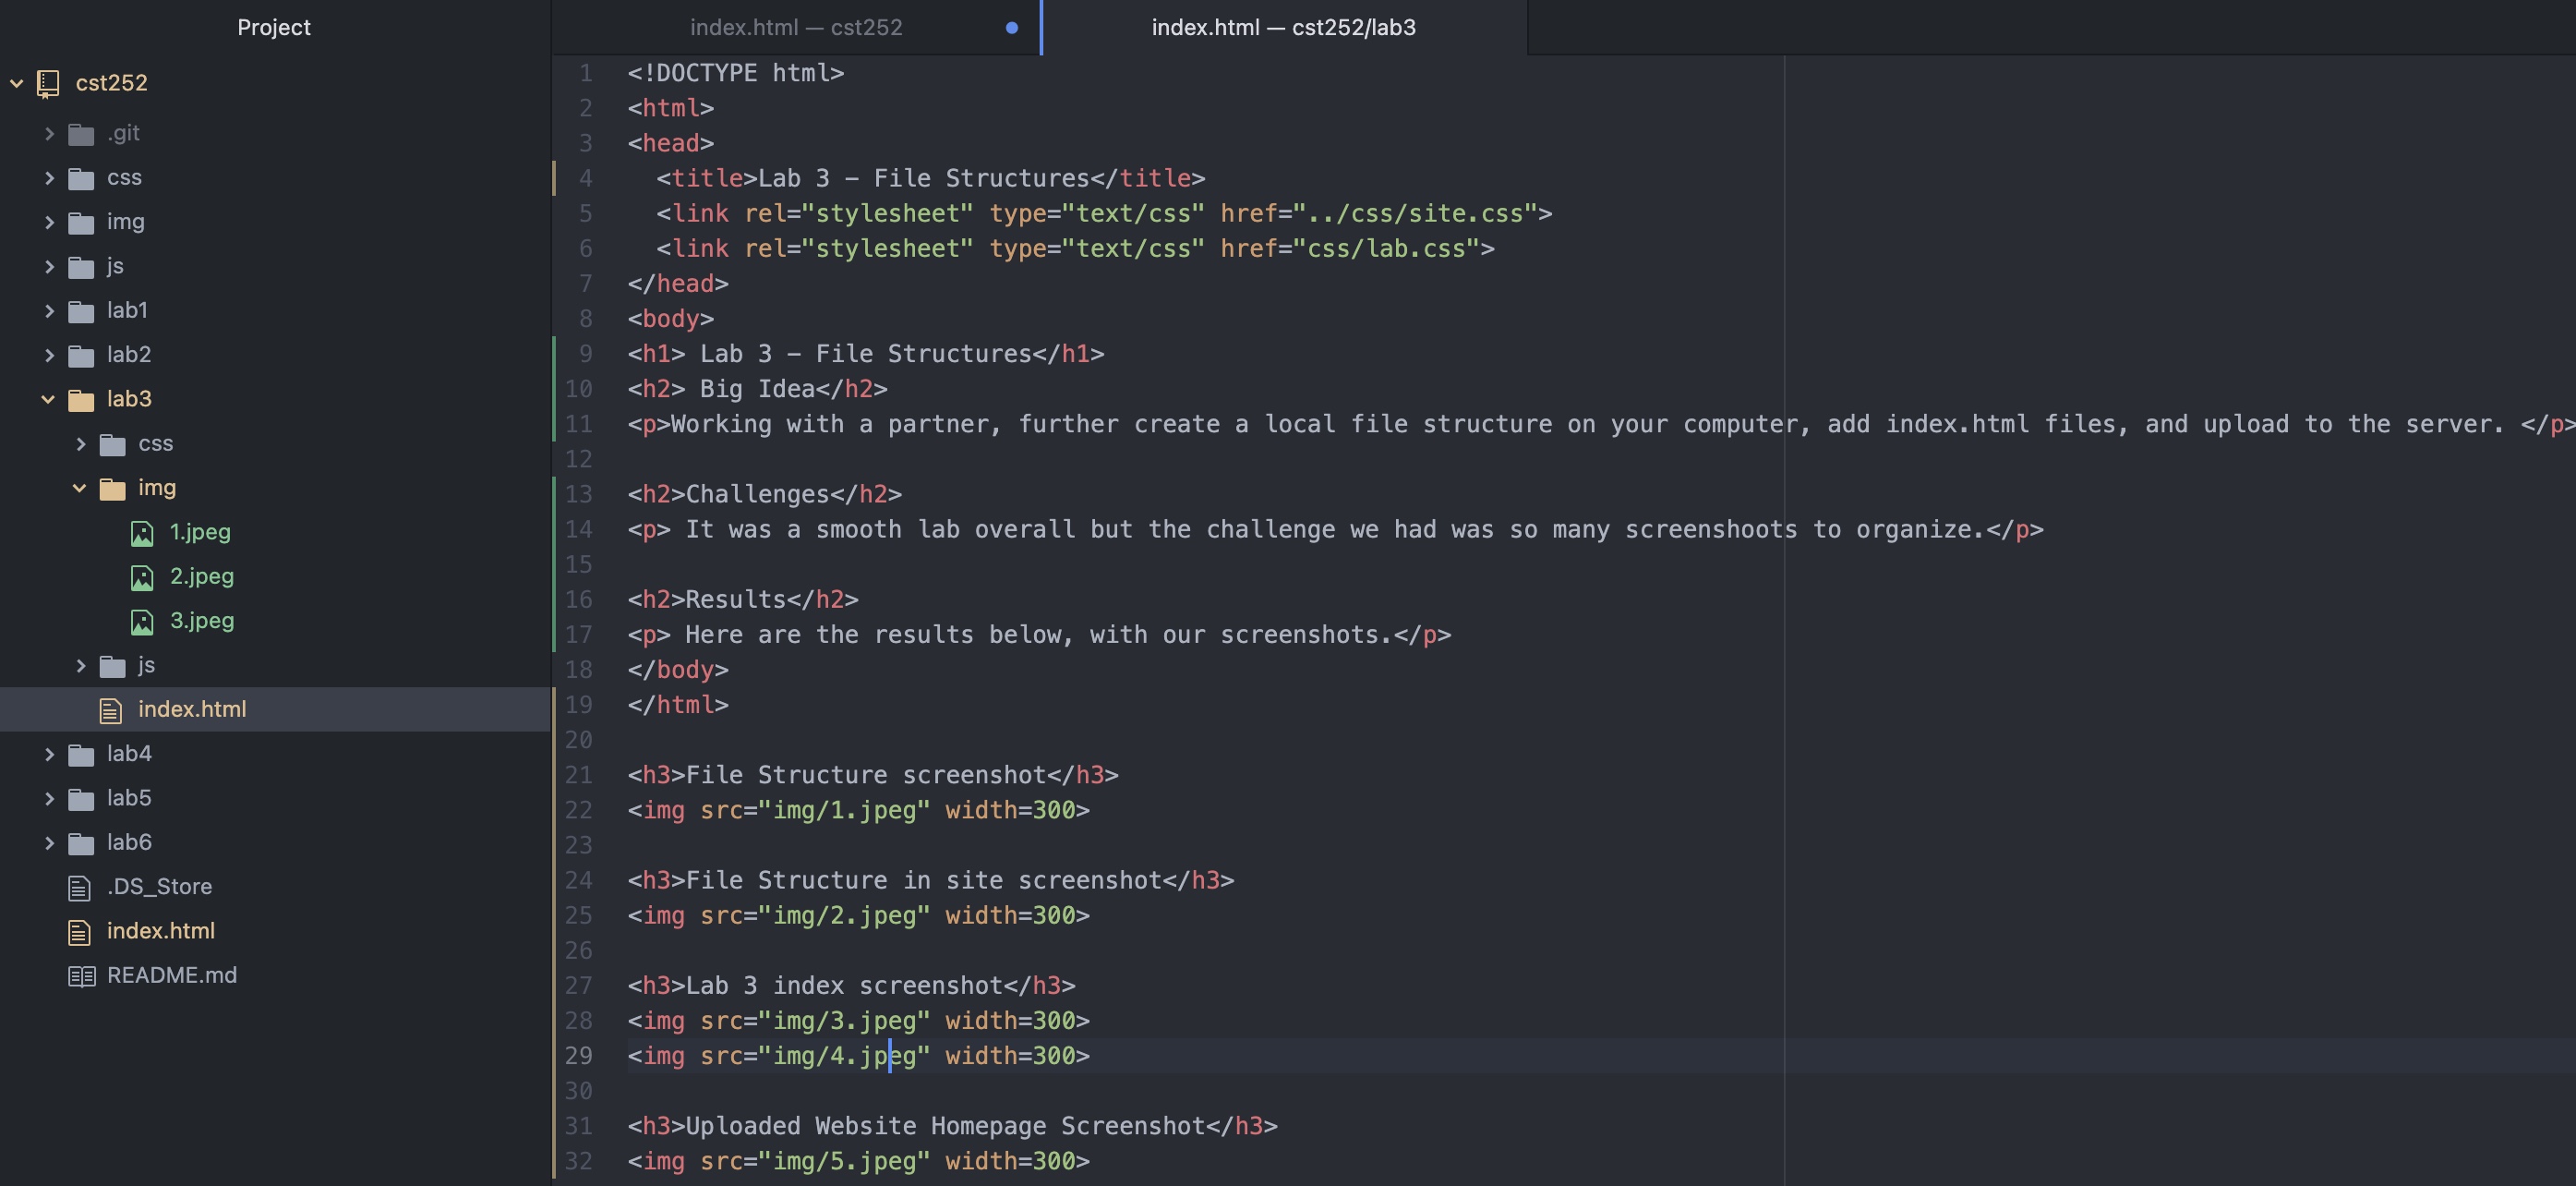 Project
cst252
.git
css
img
js
lab1
lab2
lab3
css
img
1.jpeg
2.jpeg
3.jpeg
js
index.html
lab4
lab5
lab6
.DS_Store
index.html
README.md
index.html — cst252
index.html — cst252/lab3
1 <!DOCTYPE html>
2 <html>
3 <head>
4 <title>Lab 3 – File Structures</title>
5 <link rel="stylesheet" type="text/css" href="../css/site.css">
6 <link rel="stylesheet" type="text/css" href="css/lab.css">
7 </head>
8 <body>
9 <h1> Lab 3 – File Structures</h1>
10 <h2> Big Idea</h2>
11 <p>Working with a partner, further create a local file structure on your computer, add index.html files, and upload to the server. </p>
12
13 <h2>Challenges</h2>
14 <p> It was a smooth lab overall but the challenge we had was so many screenshoots to organize.</p>
15
16 <h2>Results</h2>
17 <p> Here are the results below, with our screenshots.</p>
18 </body>
19 </html>
20
21 <h3>File Structure screenshot</h3>
22 <img src="img/1.jpeg" width=300>
23
24 <h3>File Structure in site screenshot</h3>
25 <img src="img/2.jpeg" width=300>
26
27 <h3>Lab 3 index screenshot</h3>
28 <img src="img/3.jpeg" width=300>
29 <img src="img/4.jpeg" width=300>
30
31 <h3>Uploaded Website Homepage Screenshot</h3>
32 <img src="img/5.jpeg" width=300>